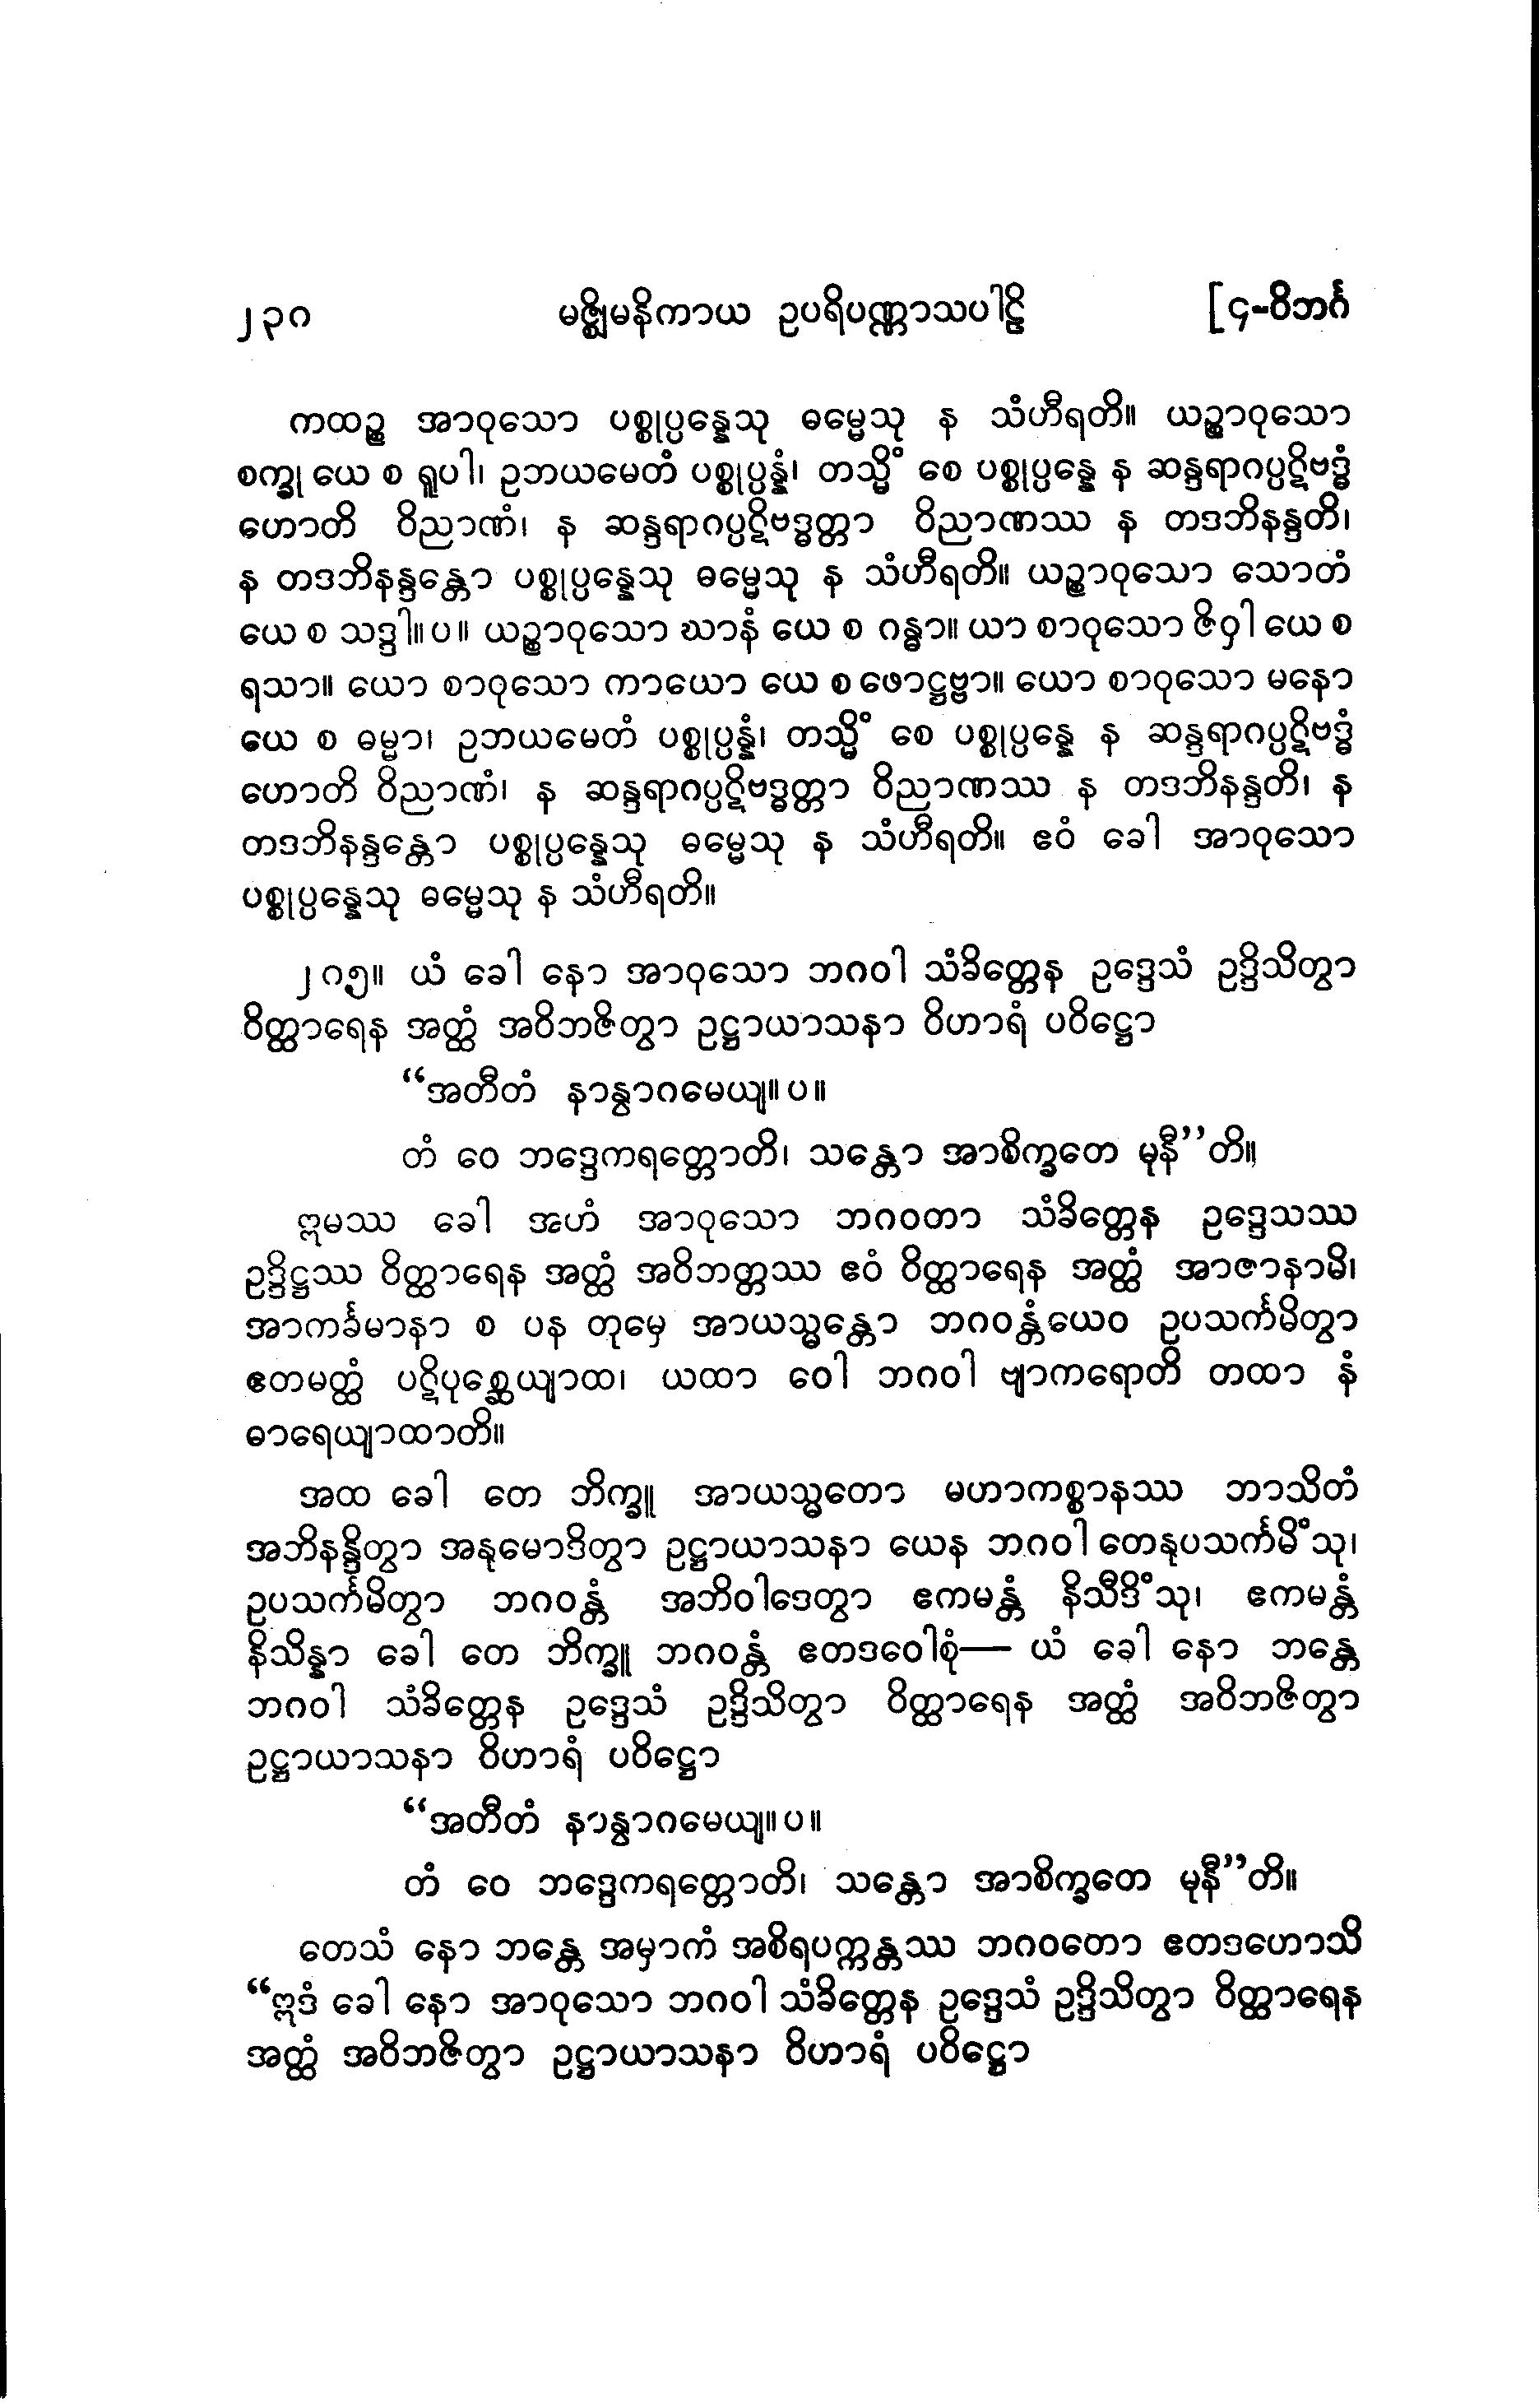 ၂၃ဂ မဇ္ဈိမနိကာယ ဥပရိပဏ္ဏာသပါဠိ [၄-ဝိဘင်္ဂ
ကထဉ္စ အာဝုသော ပစ္စုပ္ပန္နေသု ဓမ္မေသု န သံဟီရတိ။ ယဉ္စာဝုသော
စက္ခု ယေ စ ရူပါ၊ ဥဘယမေတံ ပစ္စုပ္ပန္နံ၊ တသ္မိံ စေ ပစ္စုပ္ပန္နေ န ဆန္ဒရာဂပ္ပဋိဗဒ္ဓံ
ဟောတိ ဝိညာဏံ၊ န ဆန္ဒရာဂပ္ပဋိဗဒ္ဓတ္တာ ဝိညာဏဿ န တဒဘိနန္ဒတိ၊
န တဒဘိနန္ဒန္တော ပစ္စုပ္ပန္နေသု ဓမ္မေသု န သံဟီရတိ။ ယဉ္စာဝုသော သောတံ
ယေ စ သဒ္ဒါ။ပ။ ယဉ္စာဝုသော ဃာနံ ယေ စ ဂန္ဓာ။ ယာ စာဝုသော ဇိဝှါ ယေ စ
ရသာ။ ယော စာဝုသော ကာယော ယေ စ ဖောဋ္ဌဗ္ဗာ။ ယော စာဝုသော မနော
ယေ စ ဓမ္မာ၊ ဥဘယမေတံ ပစ္စုပ္ပန္နံ၊ တသ္မိံ စေ ပစ္စုပ္ပန္နေ န ဆန္ဒရာဂပ္ပဋိဗဒ္ဓံ
ဟောတိ ဝိညာဏံ၊ န ဆန္ဒရာဂပ္ပဋိဗဒ္ဓတ္တာ ဝိညာဏဿ န တဒဘိနန္ဒတိ၊ န
တဒဘိနန္ဒန္တော ပစ္စုပ္ပန္နေသု ဓမ္မေသု န သံဟီရတိ။ ဧဝံ ခေါ အာဝုသော
ပစ္စုပ္ပန္နေသု ဓမ္မေသု န သံဟီရတိ။
၂ဂ၅။ ယံ ခေါ နော အာဝုသော ဘဂဝါ သံခိတ္တေန ဥဒ္ဒေသံ ဥဒ္ဒိသိတွာ
ဝိတ္ထာရေန အတ္ထံ အဝိဘဇိတွာ ဥဋ္ဌာယာသနာ ဝိဟာရံ ပဝိဋ္ဌော
“အတီတံ နာနွာဂမေယျ။ပ။
တံ ဝေ ဘဒ္ဒေကရတ္တောတိ၊ သန္တော အာစိက္ခတေ မုနီ”တိ။
ဣမဿ ခေါ အဟံ အာဝုသော ဘဂဝတာ သံခိတ္တေန ဥဒ္ဒေသဿ
ဥဒ္ဒိဋ္ဌဿ ဝိတ္ထာရေန အတ္ထံ အဝိဘတ္တဿ ဧဝံ ဝိတ္ထာရေန အတ္ထံ အာဇာနာမိ၊
အာကင်္ခမာနာ စ ပန တုမှေ အာယသ္မန္တော ဘဂဝန္တံယေဝ ဥပသင်္ကမိတွာ
ဧတမတ္ထံ ပဋိပုစ္ဆေယျာထ၊ ယထာ ဝေါ ဘဂဝါ ဗျာကရောတိ တထာ နံ
ဓာရေယျာထာတိ။
အထ ခေါ တေ ဘိက္ခူ အာယသ္မတော မဟာကစ္စာနဿ ဘာသိတံ
အဘိနန္ဒိတွာ အနုမောဒိတွာ ဥဋ္ဌာယာသနာ ယေန ဘဂဝါ တေနုပသင်္ကမိံသု၊
ဥပသင်္ကမိတွာ ဘဂဝန္တံ အဘိဝါဒေတွာ ဧကမန္တံ နိသီဒိံသု၊ ဧကမန္တံ
နိသိန္နာ ခေါ တေ ဘိက္ခူ ဘဂဝန္တံ ဧတဒဝေါစုံ— ယံ ခေါ နော ဘန္တေ
ဘဂဝါ သံခိတ္တေန ဥဒ္ဒေသံ ဥဒ္ဒိသိတွာ ဝိတ္ထာရေန အတ္ထံ အဝိဘဇိတွာ
ဥဋ္ဌာယာသနာ ဝိဟာရံ ပဝိဋ္ဌော
“အတီတံ နာနွာဂမေယျ။ပ။
တံ ဝေ ဘဒ္ဒေကရတ္တောတိ၊ သန္တော အာစိက္ခတေ မုနီ”တိ။
တေသံ နော ဘန္တေ အမှာကံ အစိရပက္ကန္တဿ ဘဂဝတော ဧတဒဟောသိ
“ဣဒံ ခေါ နော အာဝုသော ဘဂဝါ သံခိတ္တေန ဥဒ္ဒေသံ ဥဒ္ဒိသိတွာ ဝိတ္ထာရေန
အတ္ထံ အဝိဘဇိတွာ ဥဋ္ဌာယာသနာ ဝိဟာရံ ပဝိဋ္ဌော